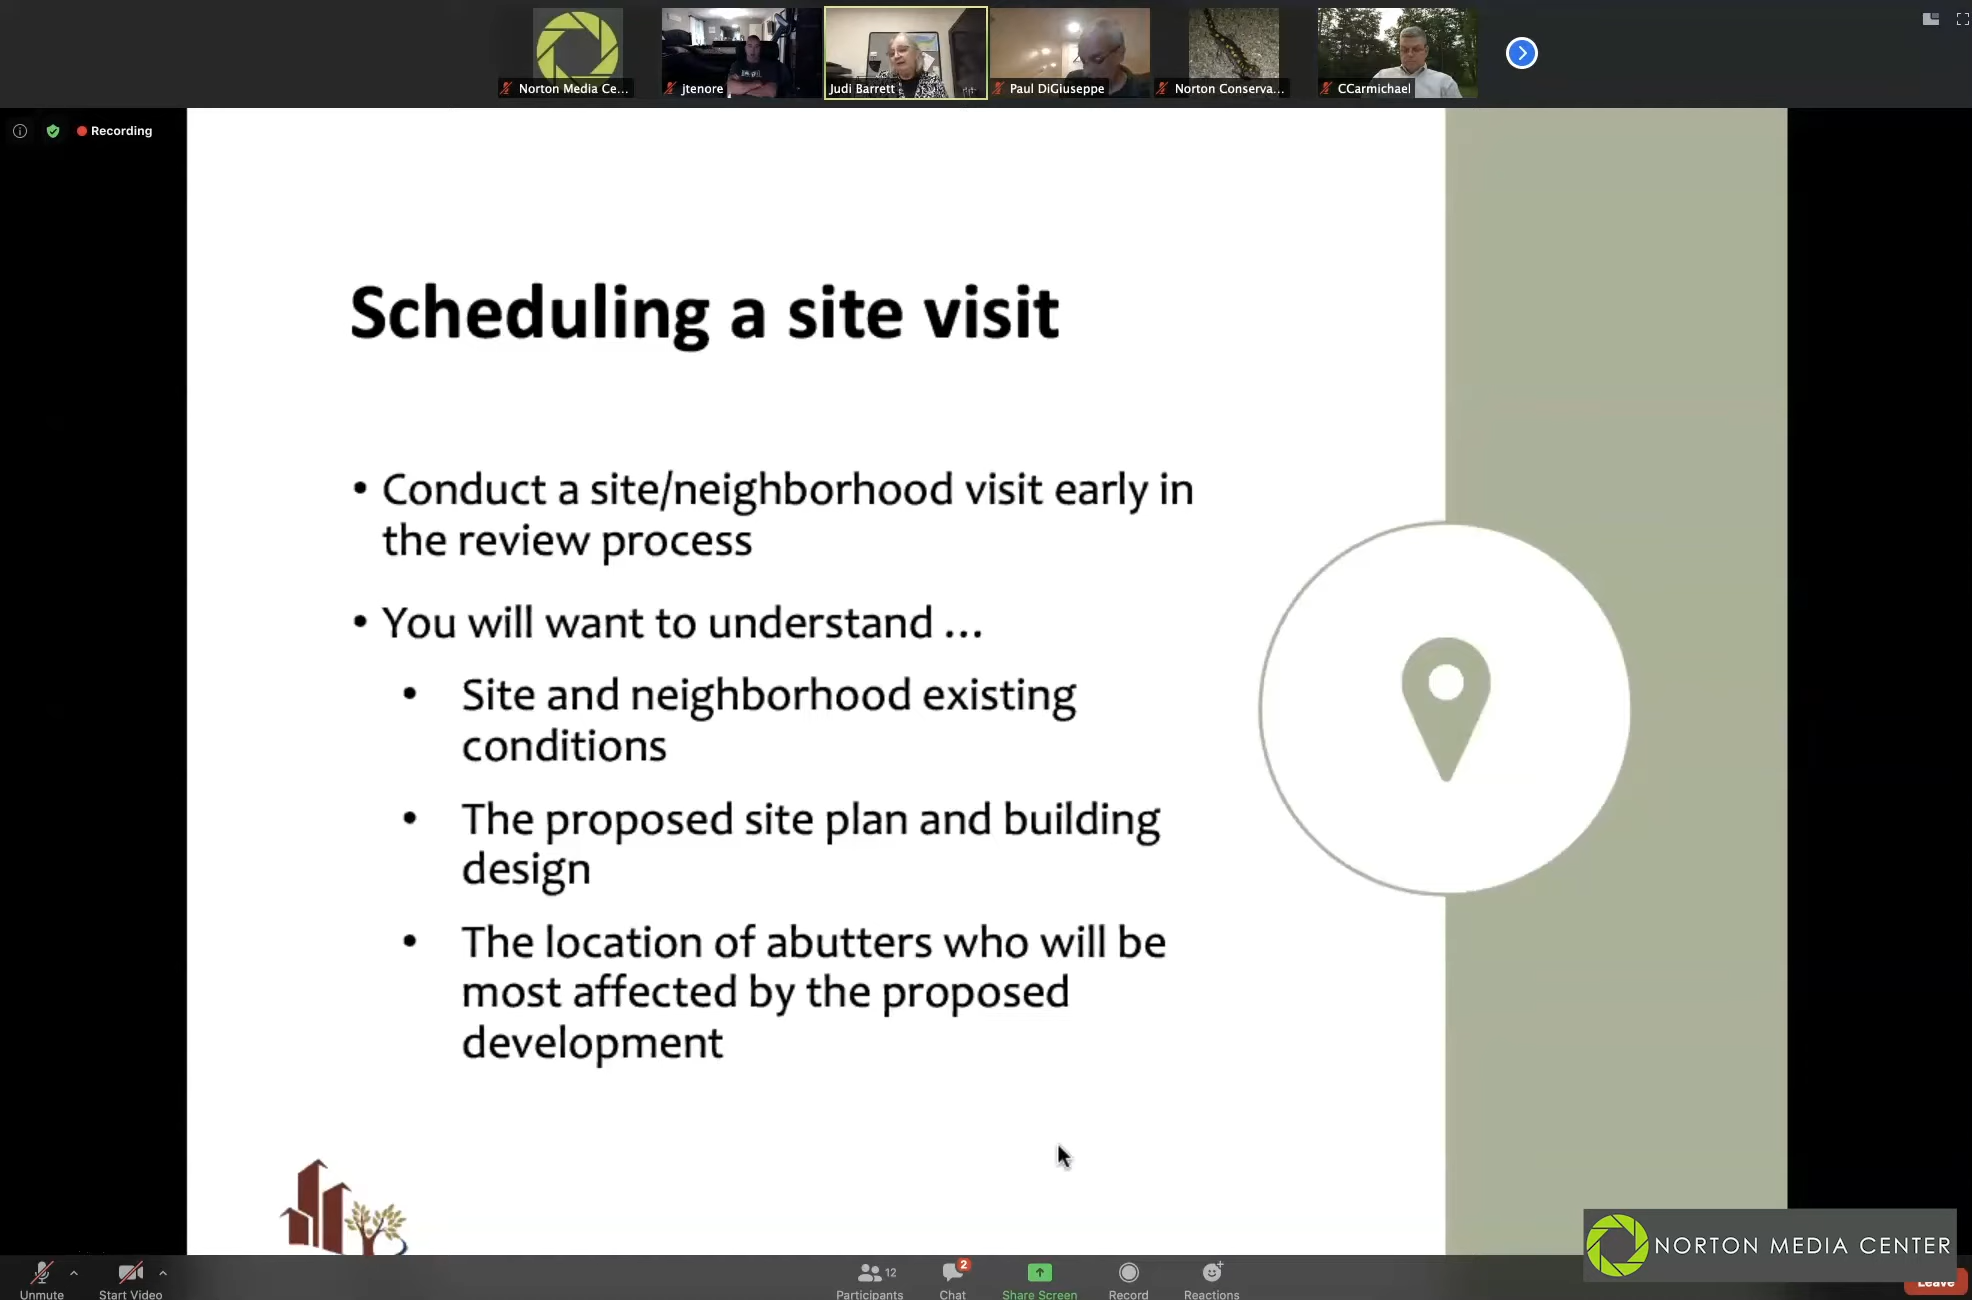 Norton Media Ce...
jtenore
Judi Barrett
Paul DiGiuseppe
Norton Conserva...
CCarmichael
Recording
Scheduling a site visit
• Conduct a site/neighborhood visit early in
the review process
• You will want to understand ...
• Site and neighborhood existing
conditions
• The proposed site plan and building
design
• The location of abutters who will be
most affected by the proposed
development
NORTON MEDIA CENTER
Unmute
Start Video
12
Participants
2
Chat
Share Screen
Record
Reactions
Leave